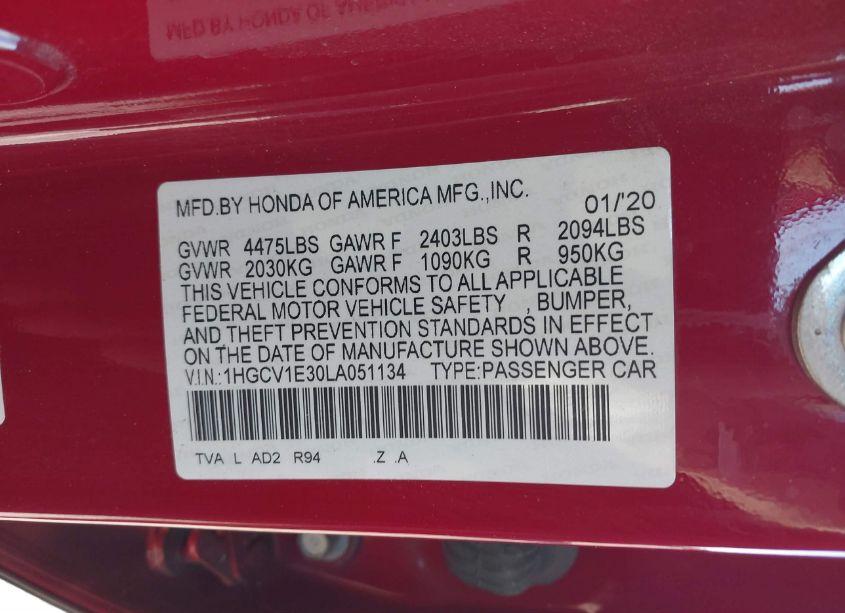 MFD.BY HONDA OF AMERICA MFG.,INC. 01/'20
GVWR 4475LBS GAWR F 2403LBS R 2094LBS
GVWR 2030KG GAWR F 1090KG R 950KG
THIS VEHICLE CONFORMS TO ALL APPLICABLE
FEDERAL MOTOR VEHICLE SAFETY , BUMPER,
AND THEFT PREVENTION STANDARDS IN EFFECT
ON THE DATE OF MANUFACTURE SHOWN ABOVE.
V.I.N.:1HGCV1E30LA051134 TYPE:PASSENGER CAR
TVA L AD2 R94 .Z .A